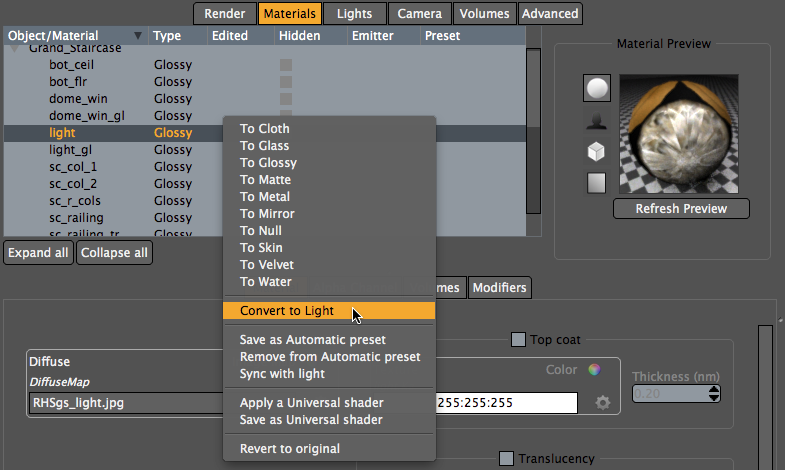 Render Materials Lights Camera Volumes Advanced
Object/Material Type Edited Hidden Emitter Preset
Grand_Staircase
bot_ceil Glossy
bot_flr Glossy
dome_win Glossy
dome_win_gl Glossy
light Glossy
light_gl Glossy
sc_col_1 Glossy
sc_col_2 Glossy
sc_r_cols Glossy
sc_railing Glossy
sc_railing_tr Glossy
Expand all Collapse all
Material Preview
Refresh Preview
To Cloth
To Glass
To Glossy
To Matte
To Metal
To Mirror
To Null
To Skin
To Velvet
To Water
Convert to Light
Save as Automatic preset
Remove from Automatic preset
Sync with light
Apply a Universal shader
Save as Universal shader
Revert to original
mes Modifiers
Top coat
Diffuse
DiffuseMap
RHSgs_light.jpg
Color
255:255:255
Thickness (nm)
0.20
Translucency